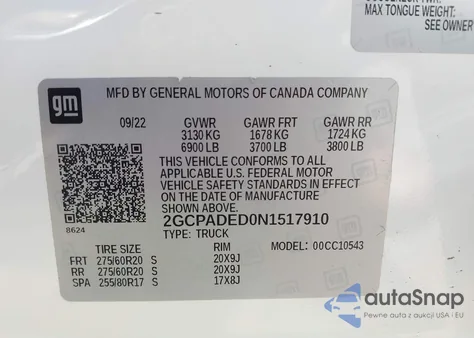 MAX TONGUE WEIGHT:
SEE OWNER
gm
MFD BY GENERAL MOTORS OF CANADA COMPANY
09/22 GVWR GAWR FRT GAWR RR
3130 KG 1678 KG 1724 KG
6900 LB 3700 LB 3800 LB
THIS VEHICLE CONFORMS TO ALL
APPLICABLE U.S. FEDERAL MOTOR
VEHICLE SAFETY STANDARDS IN EFFECT
ON THE DATE OF MANUFACTURE
SHOWN ABOVE.
8624
2GCPADED0N1517910
TYPE: TRUCK MODEL: 00CC10543
TIRE SIZE RIM
FRT 275/60R20 S 20X9J
RR 275/60R20 S 20X9J
SPA 255/80R17 S 17X8J
autoSnap
Pewne auta z aukcji USA i EU